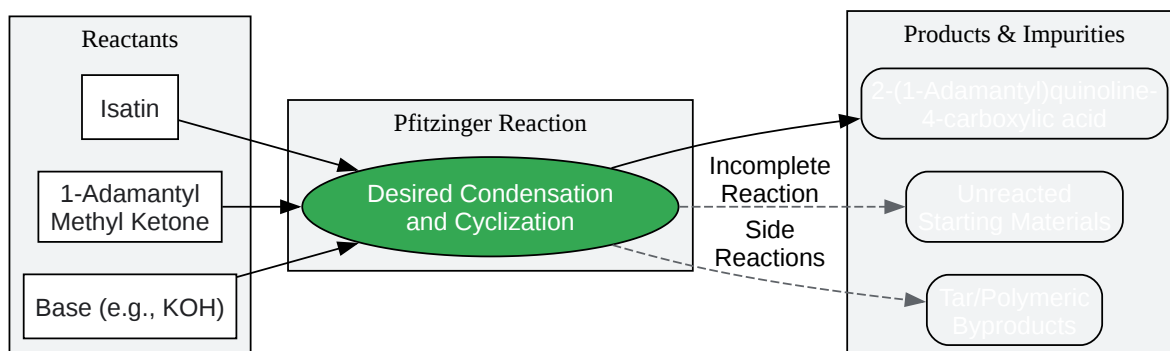 Reactants
Isatin
1-Adamantyl
Methyl Ketone
Base (e.g., KOH)
Pfitzinger Reaction
Desired Condensation
and Cyclization
Incomplete
Reaction
Side
Reactions
Products & Impurities
2-(1-Adamantyl)quinoline-
4-carboxylic acid
Unreacted
Starting Materials
Tar/Polymeric
Byproducts